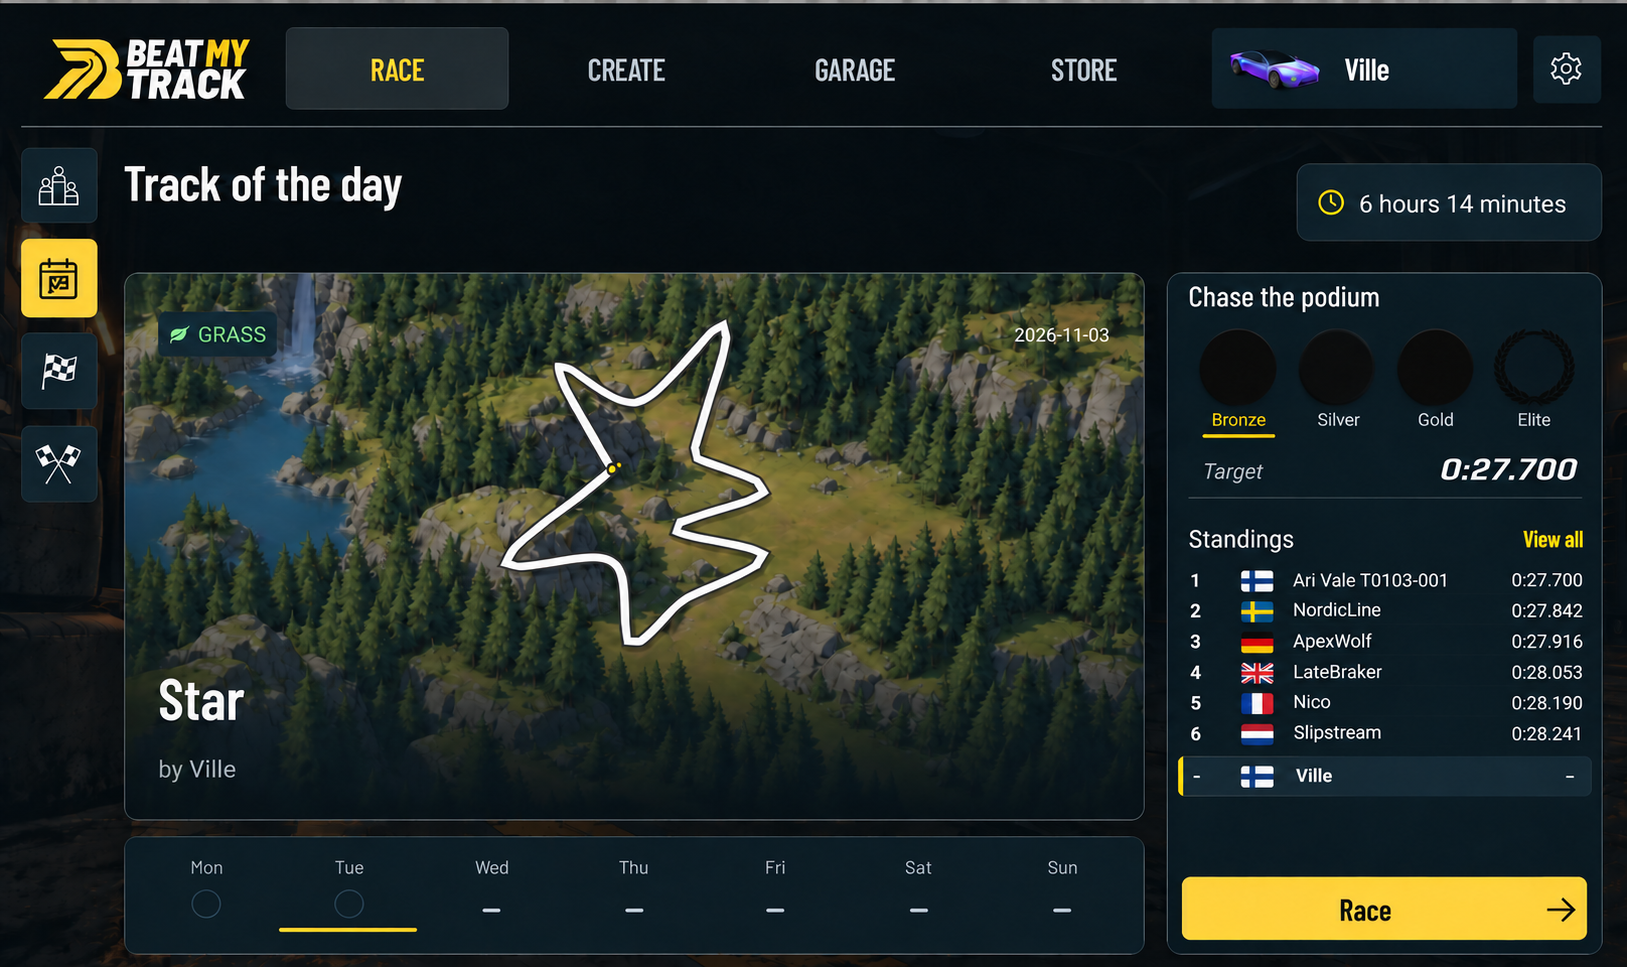 BEAT MY
TRACK
RACE
CREATE
GARAGE
STORE
Ville
Track of the day
6 hours 14 minutes
GRASS
2026-11-03
Star
by Ville
Mon
Tue
Wed
Thu
Fri
Sat
Sun
–
–
–
–
–
Chase the podium
Bronze
Silver
Gold
Elite
Target 0:27.700
Standings View all
1 Ari Vale T0103-001 0:27.700
2 NordicLine 0:27.842
3 ApexWolf 0:27.916
4 LateBraker 0:28.053
5 Nico 0:28.190
6 Slipstream 0:28.241
- Ville –
Race